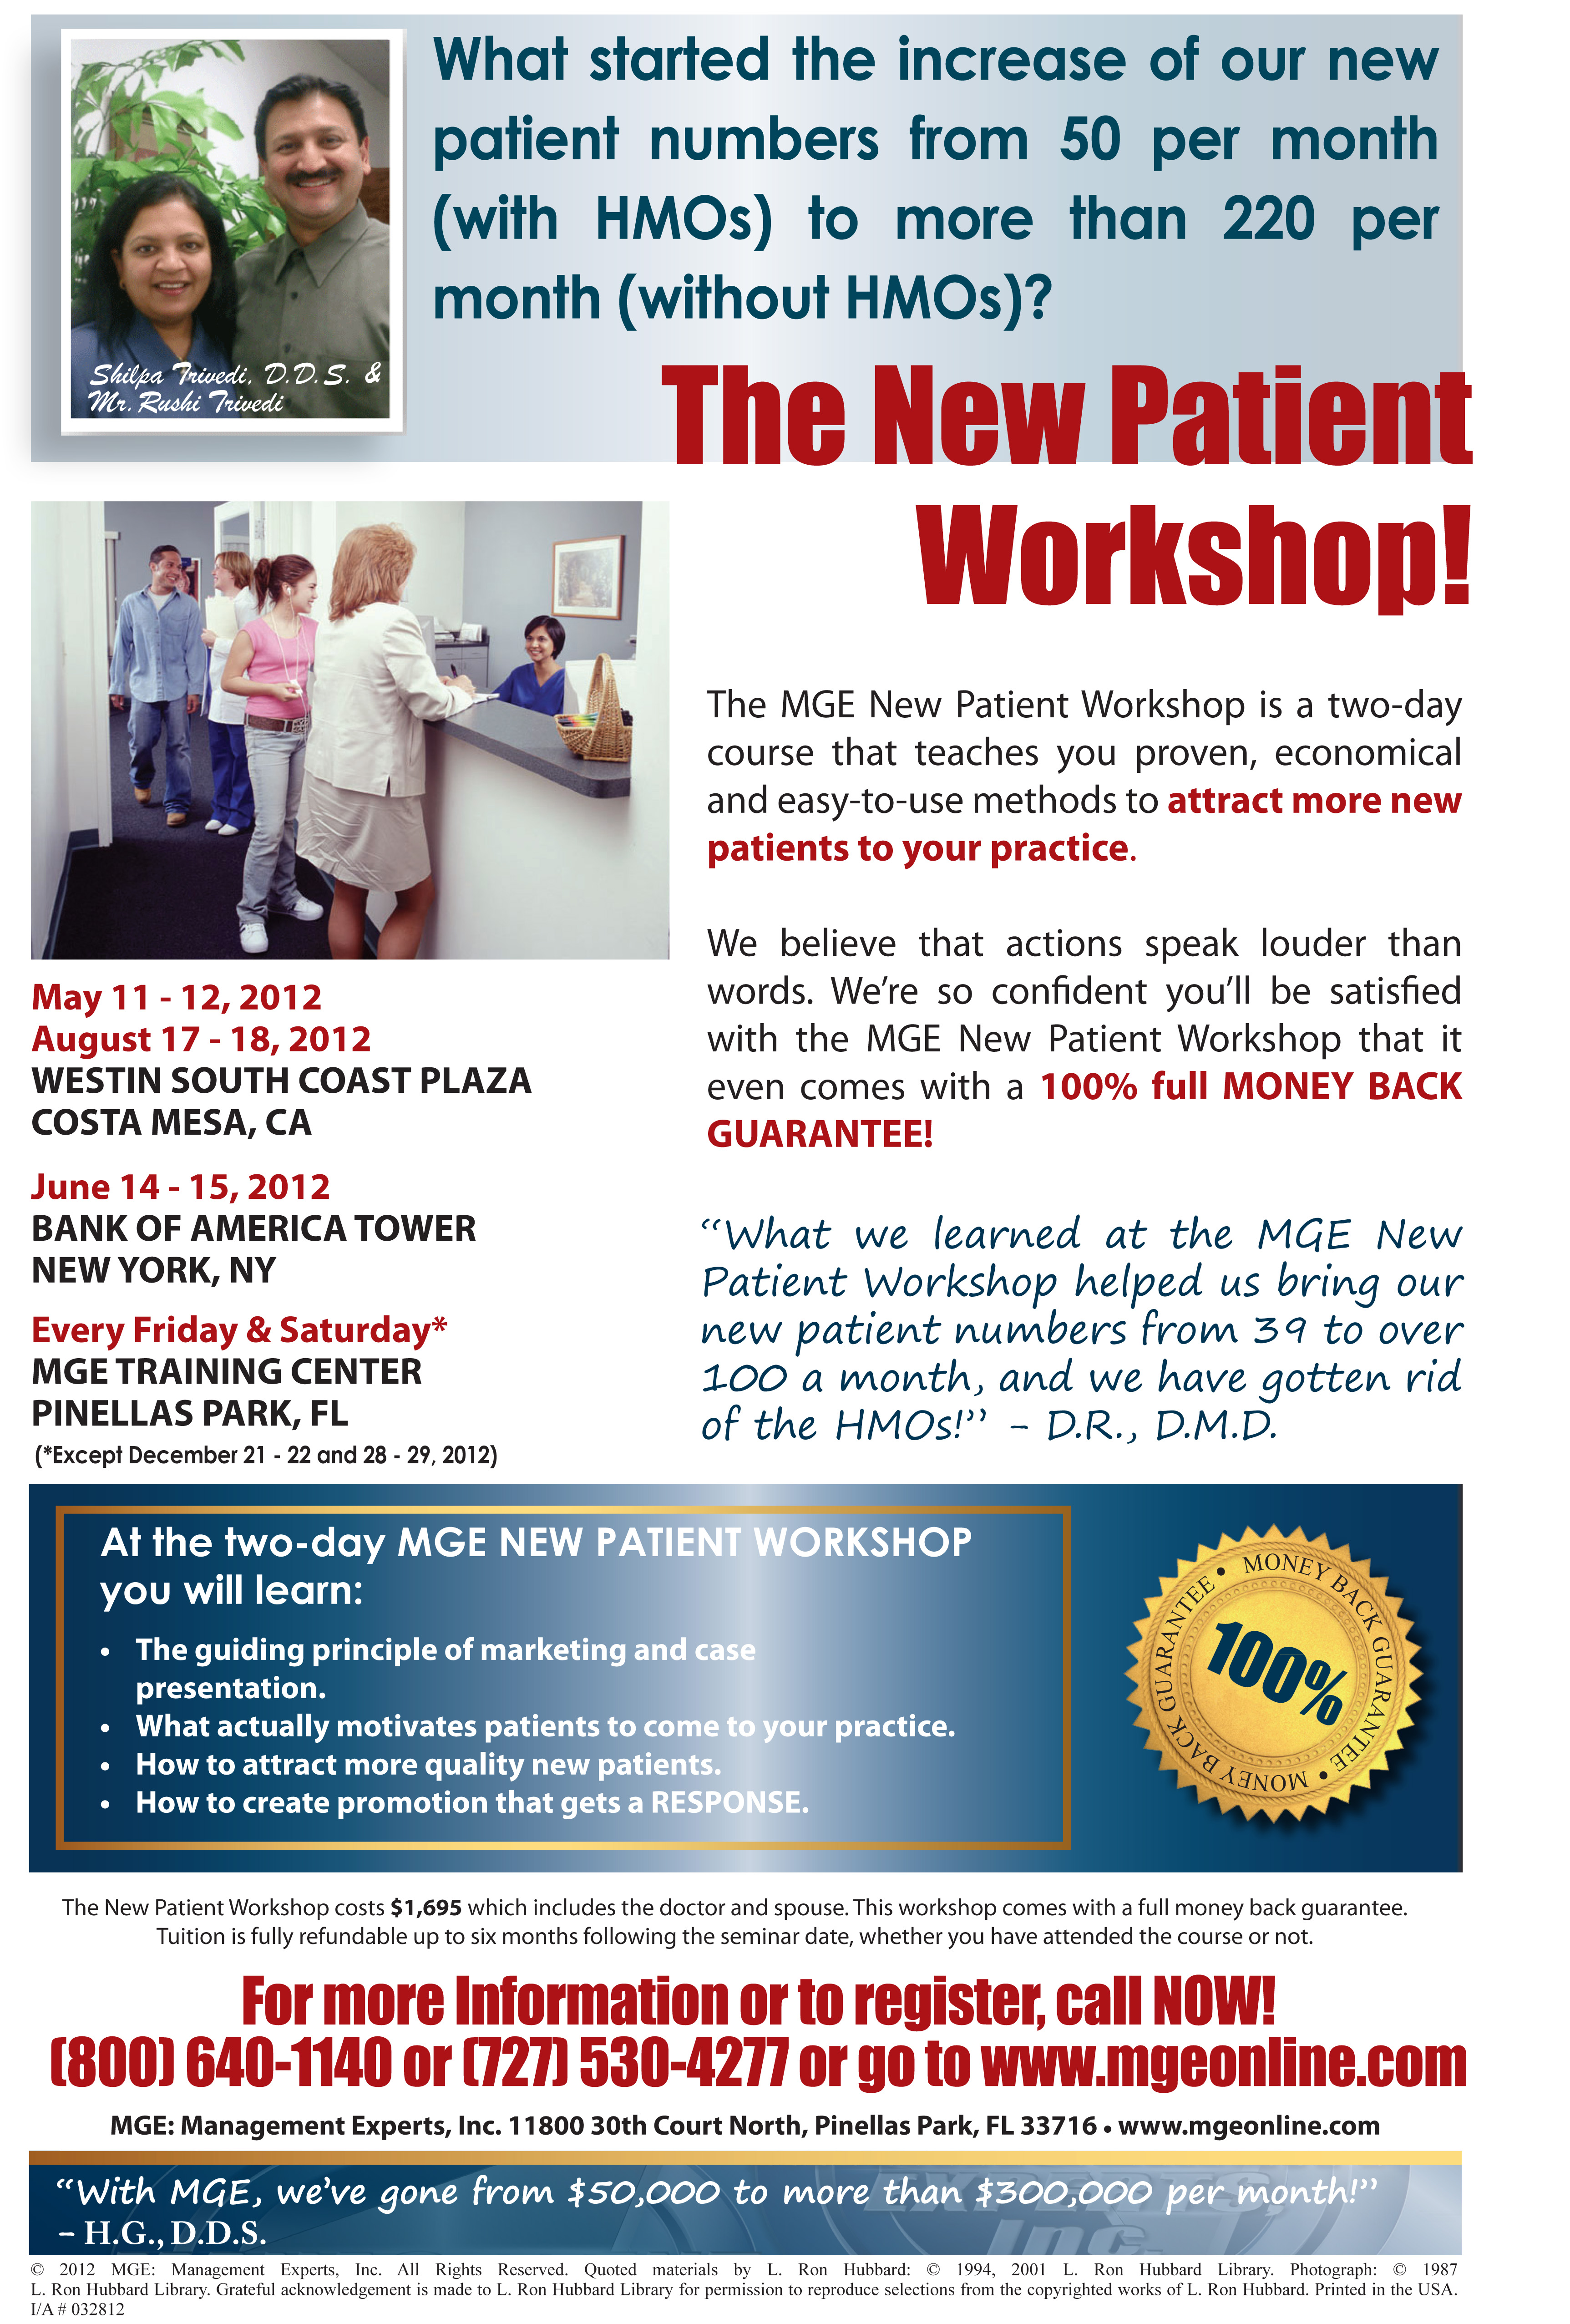 What started the increase of our new
patient numbers from 50 per month
(with HMOs) to more than 220 per
month (without HMOs)?
Shilpa Trivedi, D.D.S. &
Mr. Rushi Trivedi
The New Patient
Workshop!
The MGE New Patient Workshop is a two-day
course that teaches you proven, economical
and easy-to-use methods to attract more new
patients to your practice.
We believe that actions speak louder than
words. We’re so confident you’ll be satisfied
with the MGE New Patient Workshop that it
even comes with a 100% full MONEY BACK
GUARANTEE!
“What we learned at the MGE New
Patient Workshop helped us bring our
new patient numbers from 39 to over
100 a month, and we have gotten rid
of the HMOs!” – D.R., D.M.D.
May 11 - 12, 2012
August 17 - 18, 2012
WESTIN SOUTH COAST PLAZA
COSTA MESA, CA
June 14 - 15, 2012
BANK OF AMERICA TOWER
NEW YORK, NY
Every Friday & Saturday*
MGE TRAINING CENTER
PINELLAS PARK, FL
(*Except December 21 - 22 and 28 - 29, 2012)
At the two-day MGE NEW PATIENT WORKSHOP
you will learn:
• The guiding principle of marketing and case
presentation.
• What actually motivates patients to come to your practice.
• How to attract more quality new patients.
• How to create promotion that gets a RESPONSE.
• MONEY BACK GUARANTEE • MONEY BACK GUARANTEE
100%
The New Patient Workshop costs $1,695 which includes the doctor and spouse. This workshop comes with a full money back guarantee.
Tuition is fully refundable up to six months following the seminar date, whether you have attended the course or not.
For more Information or to register, call NOW!
(800) 640-1140 or (727) 530-4277 or go to www.mgeonline.com
MGE: Management Experts, Inc. 11800 30th Court North, Pinellas Park, FL 33716 • www.mgeonline.com
“With MGE, we’ve gone from $50,000 to more than $300,000 per month!”
– H.G., D.D.S.
EXPERTS,
Inc.
© 2012 MGE: Management Experts, Inc. All Rights Reserved. Quoted materials by L. Ron Hubbard: © 1994, 2001 L. Ron Hubbard Library. Photograph: © 1987
L. Ron Hubbard Library. Grateful acknowledgement is made to L. Ron Hubbard Library for permission to reproduce selections from the copyrighted works of L. Ron Hubbard. Printed in the USA.
I/A # 032812